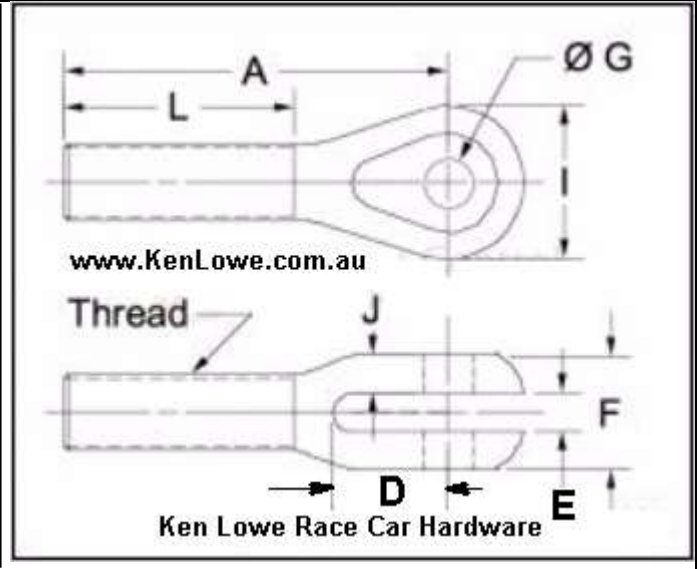 A
Ø G
L
I
www.KenLowe.com.au
Thread
J
F
D
E
Ken Lowe Race Car Hardware